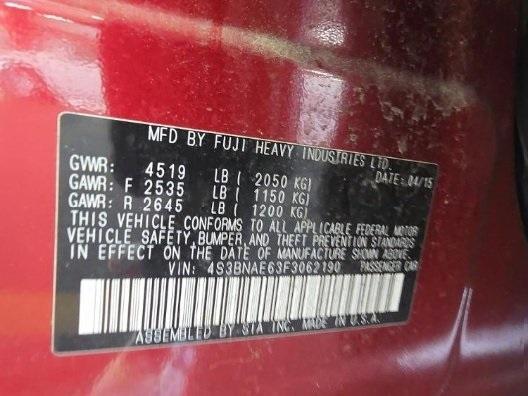 MFD BY FUJI HEAVY INDUSTRIES LTD.
GVWR: 4519 LB ( 2050 KG) DATE: 04/15
GAWR: F 2535 LB ( 1150 KG)
GAWR: R 2645 LB ( 1200 KG)
THIS VEHICLE CONFORMS TO ALL APPLICABLE FEDERAL MOTOR
VEHICLE SAFETY, BUMPER, AND THEFT PREVENTION STANDARDS
IN EFFECT ON THE DATE OF MANUFACTURE SHOWN ABOVE.
VIN: 4S3BNAE63F3062190 PASSENGER CAR
ASSEMBLED BY SIA INC. MADE IN U.S.A.